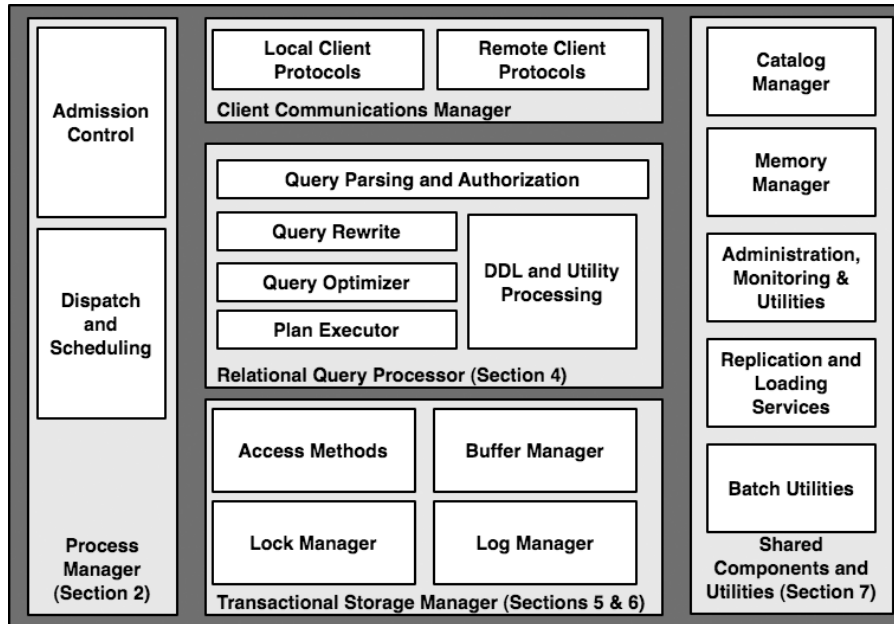 Admission
Control
Dispatch
and
Scheduling
Process
Manager
(Section 2)
Local Client
Protocols
Remote Client
Protocols
Client Communications Manager
Query Parsing and Authorization
Query Rewrite
Query Optimizer
Plan Executor
DDL and Utility
Processing
Relational Query Processor (Section 4)
Access Methods
Buffer Manager
Lock Manager
Log Manager
Transactional Storage Manager (Sections 5 & 6)
Catalog
Manager
Memory
Manager
Administration,
Monitoring &
Utilities
Replication and
Loading
Services
Batch Utilities
Shared
Components and
Utilities (Section 7)